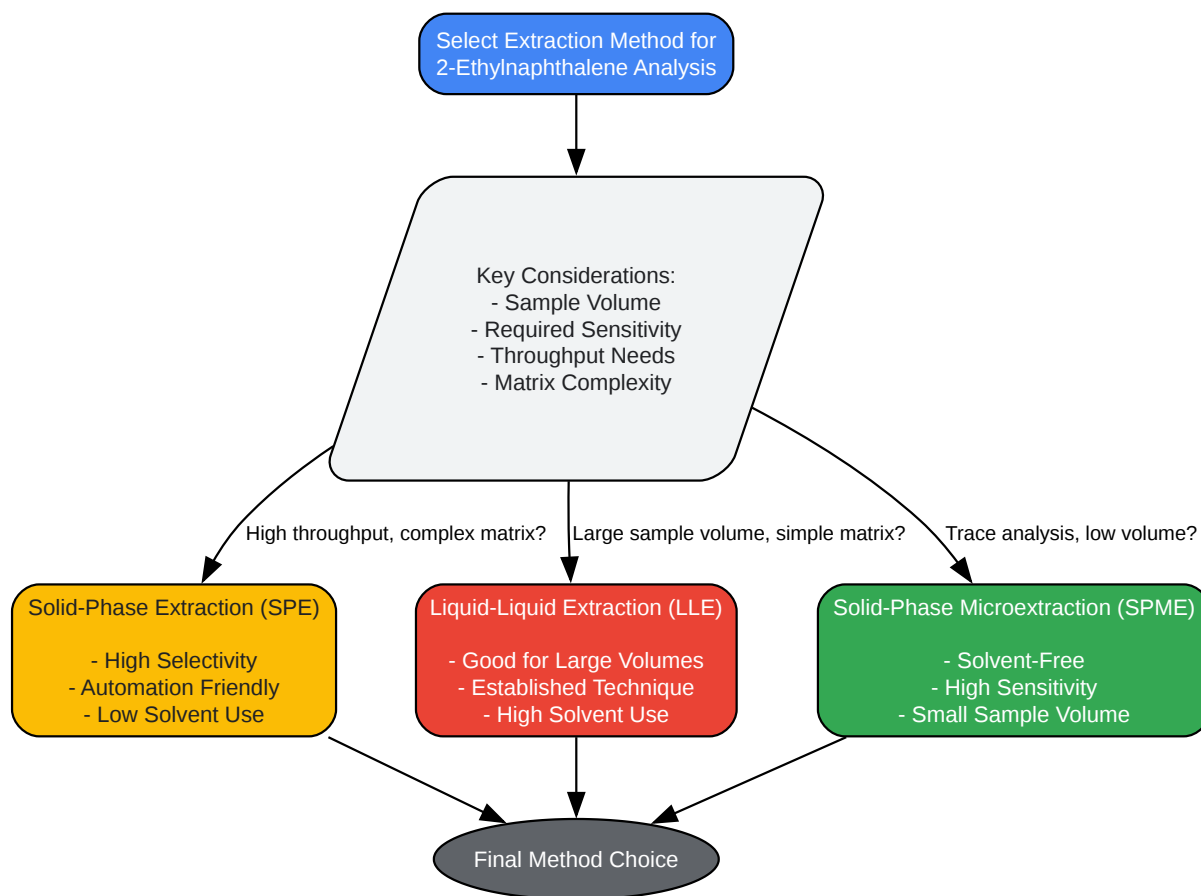 Select Extraction Method for
2-Ethylnaphthalene Analysis
Key Considerations:
- Sample Volume
- Required Sensitivity
- Throughput Needs
- Matrix Complexity
High throughput, complex matrix?
Large sample volume, simple matrix?
Trace analysis, low volume?
Solid-Phase Extraction (SPE)
- High Selectivity
- Automation Friendly
- Low Solvent Use
Liquid-Liquid Extraction (LLE)
- Good for Large Volumes
- Established Technique
- High Solvent Use
Solid-Phase Microextraction (SPME)
- Solvent-Free
- High Sensitivity
- Small Sample Volume
Final Method Choice